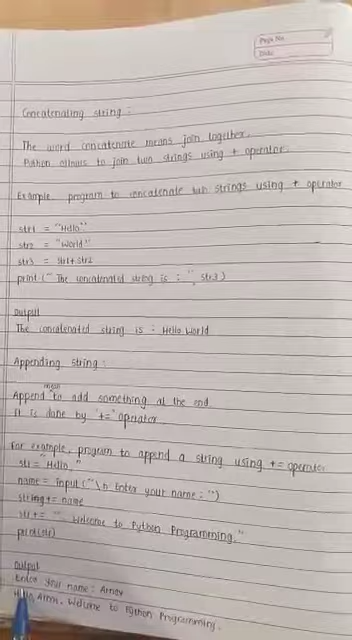 Page No.
Date
Concatenating string :
The word concatenate means join together.
Python allows to join two strings using + operator.
Example program to concatenate two strings using + operator
str1 = "Hello"
str2 = "World!"
str3 = str1+str2
print (" The concatenated string is : ", str3)
Output
The concatenated string is : Hello World
Appending string :
mean
Append to add something at the end
It is done by '+=' operator.
For example, program to append a string using += operator
str = "Hello,"
name = input ("\n Enter your name : ")
string += name
str += ". Welcome to Python Programming."
print(str)
Output
Enter your name : Arnav
Hello, Arnav. Welcome to Python Programming.